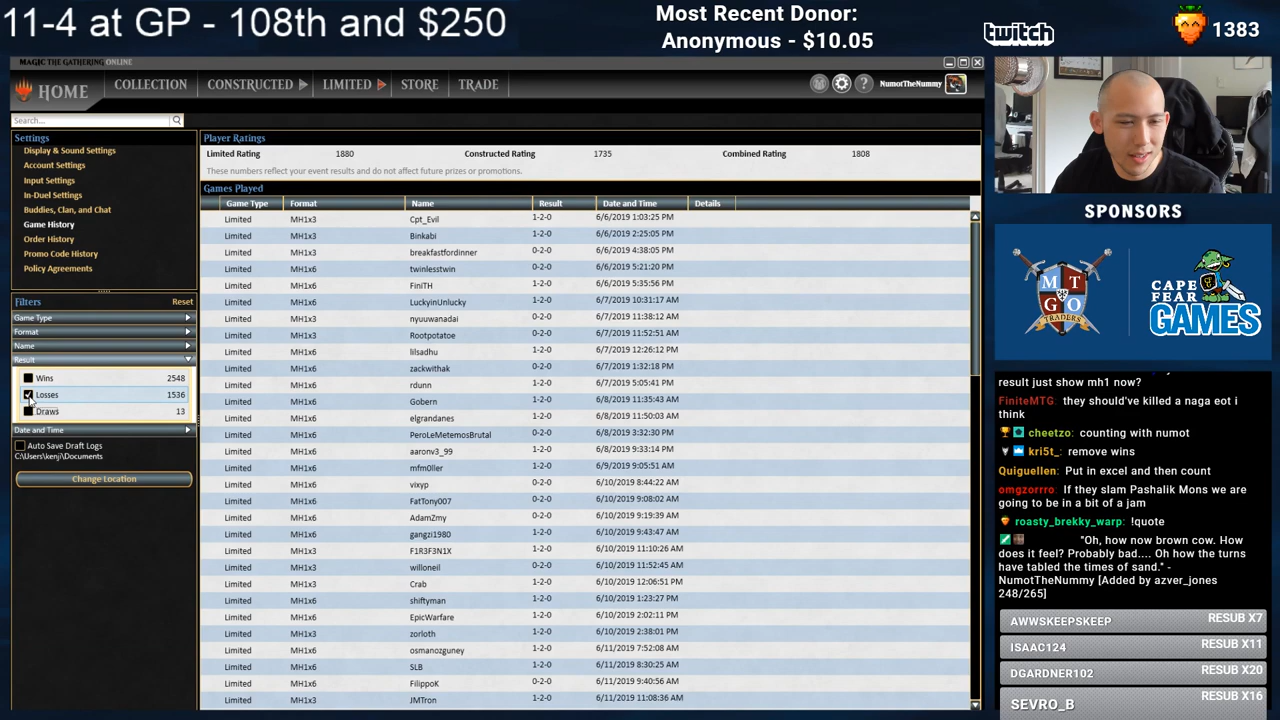 11-4 at GP - 108th and $250
Most Recent Donor:
Anonymous - $10.05
twitch
1383
MAGIC THE GATHERING ONLINE
HOME
COLLECTION
CONSTRUCTED
LIMITED
STORE
TRADE
NumotTheNummy
Search...
Settings
Display & Sound Settings
Account Settings
Input Settings
In-Duel Settings
Buddies, Clan, and Chat
Game History
Order History
Promo Code History
Policy Agreements
Filters Reset
Game Type
Format
Name
Result
Wins 2548
Losses 1536
Draws 13
Date and Time
Auto Save Draft Logs
C:\Users\kenji\Documents
Change Location
Player Ratings
Limited Rating 1880 Constructed Rating 1735 Combined Rating 1808
These numbers reflect your event results and do not affect future prizes or promotions.
Games Played
Game Type Format Name Result Date and Time Details
Limited MH1x3 Cpt_Evil 1-2-0 6/6/2019 1:03:25 PM
Limited MH1x3 Binkabi 1-2-0 6/6/2019 2:25:05 PM
Limited MH1x3 breakfastfordinner 0-2-0 6/6/2019 4:38:05 PM
Limited MH1x6 twinlesstwin 0-2-0 6/6/2019 5:21:20 PM
Limited MH1x6 FiniTH 1-2-0 6/6/2019 5:35:56 PM
Limited MH1x6 LuckyinUnlucky 1-2-0 6/7/2019 10:31:17 AM
Limited MH1x3 nyuuwanadai 1-2-0 6/7/2019 11:38:12 AM
Limited MH1x3 Rootpotatoe 1-2-0 6/7/2019 11:52:51 AM
Limited MH1x6 lilsadhu 1-2-0 6/7/2019 12:26:12 PM
Limited MH1x6 zackwithak 0-2-0 6/7/2019 1:32:18 PM
Limited MH1x6 rdunn 1-2-0 6/7/2019 5:05:41 PM
Limited MH1x6 Gobern 1-2-0 6/8/2019 11:35:43 AM
Limited MH1x6 elgrandanes 1-2-0 6/8/2019 11:50:03 AM
Limited MH1x6 PeroLeMetemosBrutal 0-2-0 6/8/2019 3:32:30 PM
Limited MH1x6 aaronv3_99 1-2-0 6/8/2019 9:33:14 PM
Limited MH1x6 mfm0ller 1-2-0 6/9/2019 9:05:51 AM
Limited MH1x6 vixyp 1-2-0 6/10/2019 8:44:22 AM
Limited MH1x6 FatTony007 0-2-0 6/10/2019 9:08:02 AM
Limited MH1x6 AdamZmy 0-2-0 6/10/2019 9:19:39 AM
Limited MH1x6 gangzi1980 1-2-0 6/10/2019 9:43:47 AM
Limited MH1x3 F1R3F3N1X 1-2-0 6/10/2019 11:10:26 AM
Limited MH1x3 willoneil 0-2-0 6/10/2019 11:52:45 AM
Limited MH1x3 Crab 1-2-0 6/10/2019 12:06:51 PM
Limited MH1x6 shiftyman 1-2-0 6/10/2019 1:23:27 PM
Limited MH1x6 EpicWarfare 1-2-0 6/10/2019 2:02:11 PM
Limited MH1x3 zorloth 1-2-0 6/10/2019 2:38:01 PM
Limited MH1x6 osmanozguney 1-2-0 6/11/2019 7:52:08 AM
Limited MH1x6 SLB 1-2-0 6/11/2019 8:30:25 AM
Limited MH1x6 FilippoK 0-2-0 6/11/2019 9:40:56 AM
Limited MH1x3 JMTron 1-2-0 6/11/2019 11:08:36 AM
SPONSORS
MTGO
TRADERS
CAPE
FEAR
GAMES
result just show mh1 now?
FiniteMTG: they should've killed a naga eot i
think
cheetzo: counting with numot
kri5t_: remove wins
Quiguellen: Put in excel and then count
omgzorrro: If they slam Pashalik Mons we are
going to be in a bit of a jam
roasty_brekky_warp: !quote
: "Oh, how now brown cow. How
does it feel? Probably bad.... Oh how the turns
have tabled the times of sand." -
NumotTheNummy [Added by azver_jones
248/265]
AWWSKEEPSKEEP RESUB X7
ISAAC124 RESUB X11
DGARDNER102 RESUB X20
SEVRO_B RESUB X16